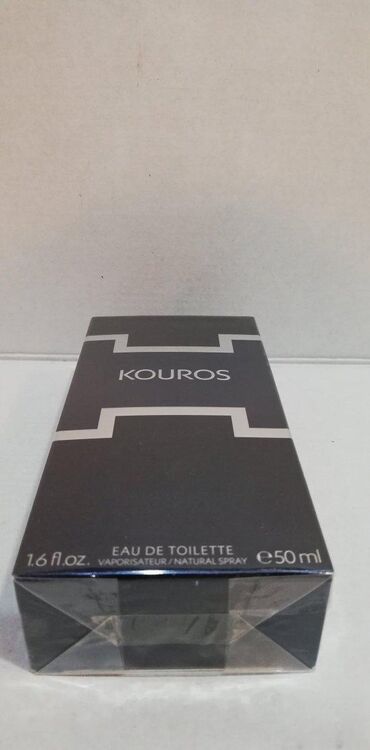 KOUROS
EAU DE TOILETTE
1.6 fl.oz. VAPORISATEUR / NATURAL SPRAY ℮50 ml